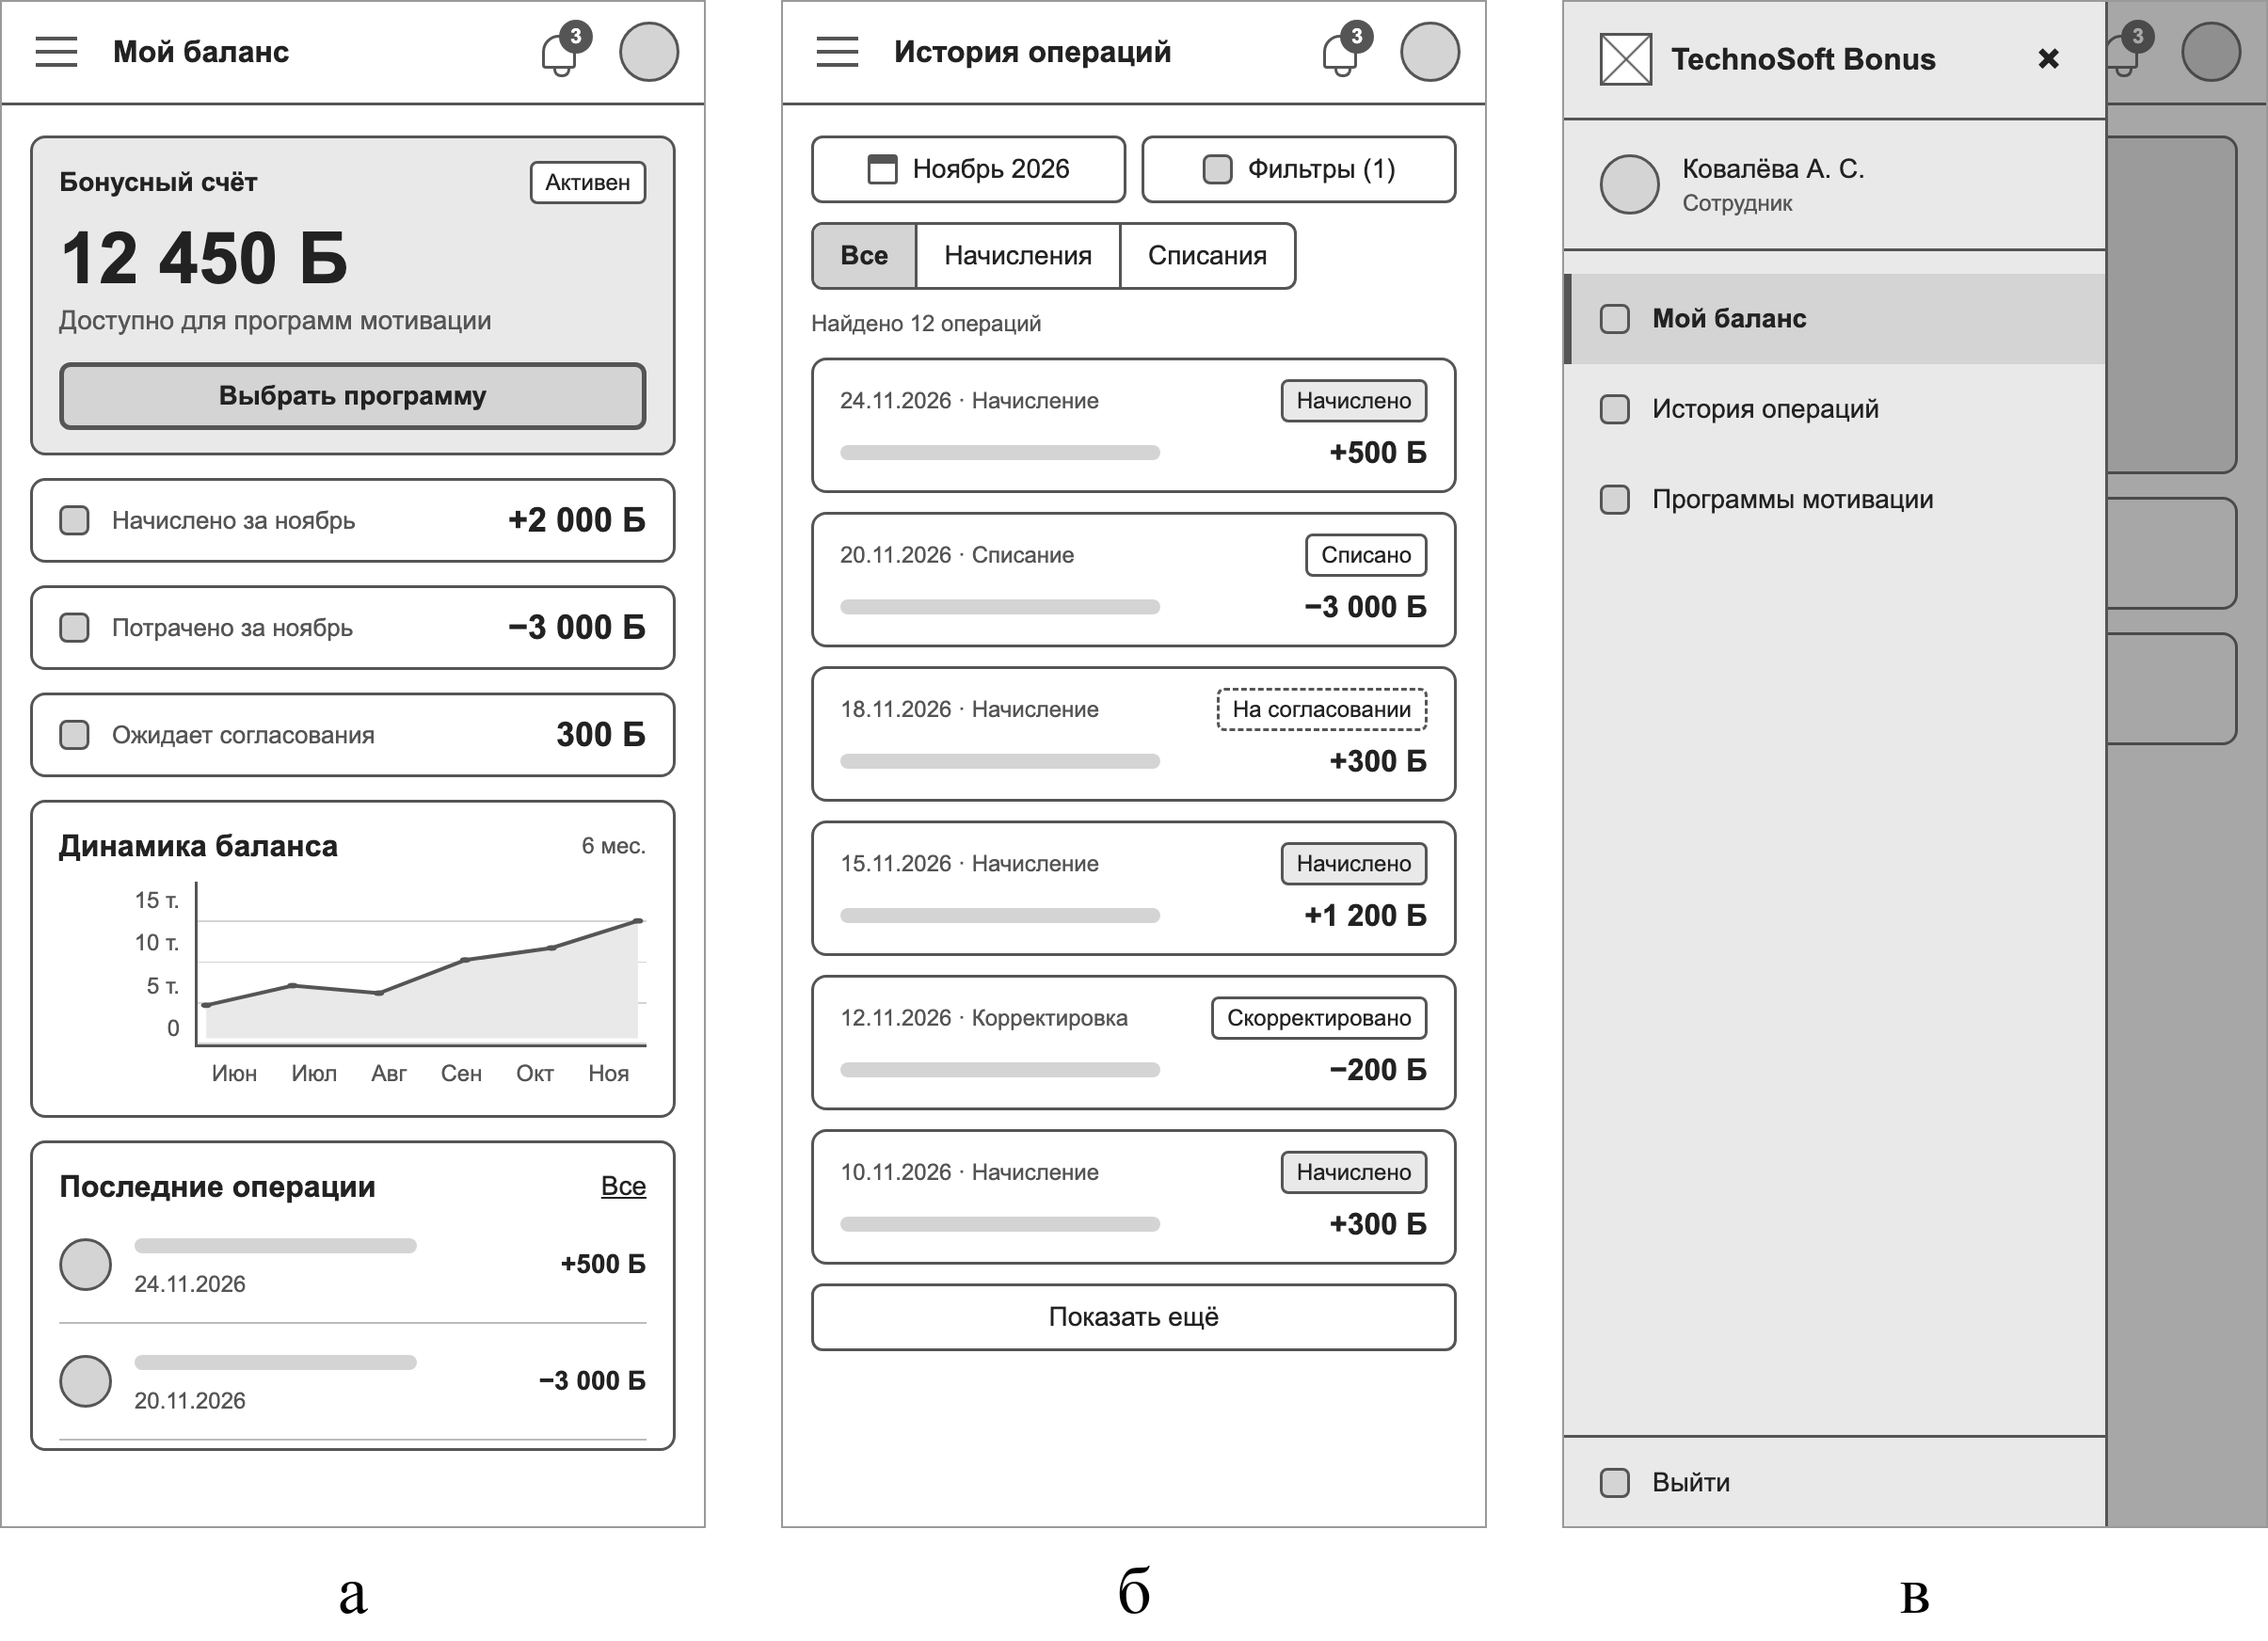 Мой баланс
3
Бонусный счёт
Активен
12 450 Б
Доступно для программ мотивации
Выбрать программу
Начислено за ноябрь
+2 000 Б
Потрачено за ноябрь
−3 000 Б
Ожидает согласования
300 Б
Динамика баланса
6 мес.
15 т.
10 т.
5 т.
0
Июн Июл Авг Сен Окт Ноя
Последние операции
Все
+500 Б
24.11.2026
−3 000 Б
20.11.2026
а
История операций
3
Ноябрь 2026
Фильтры (1)
Все
Начисления
Списания
Найдено 12 операций
24.11.2026 · Начисление
Начислено
+500 Б
20.11.2026 · Списание
Списано
−3 000 Б
18.11.2026 · Начисление
На согласовании
+300 Б
15.11.2026 · Начисление
Начислено
+1 200 Б
12.11.2026 · Корректировка
Скорректировано
−200 Б
10.11.2026 · Начисление
Начислено
+300 Б
Показать ещё
б
TechnoSoft Bonus
3
Ковалёва А. С.
Сотрудник
Мой баланс
История операций
Программы мотивации
Выйти
в